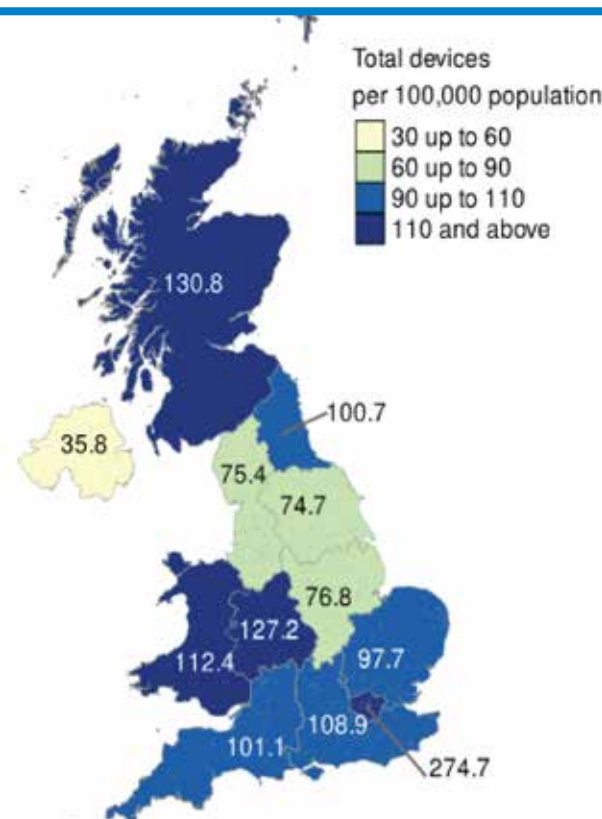 Total devices
per 100,000 population
30 up to 60
60 up to 90
90 up to 110
110 and above
130.8
100.7
35.8
75.4
74.7
76.8
127.2
97.7
112.4
108.9
101.1
274.7